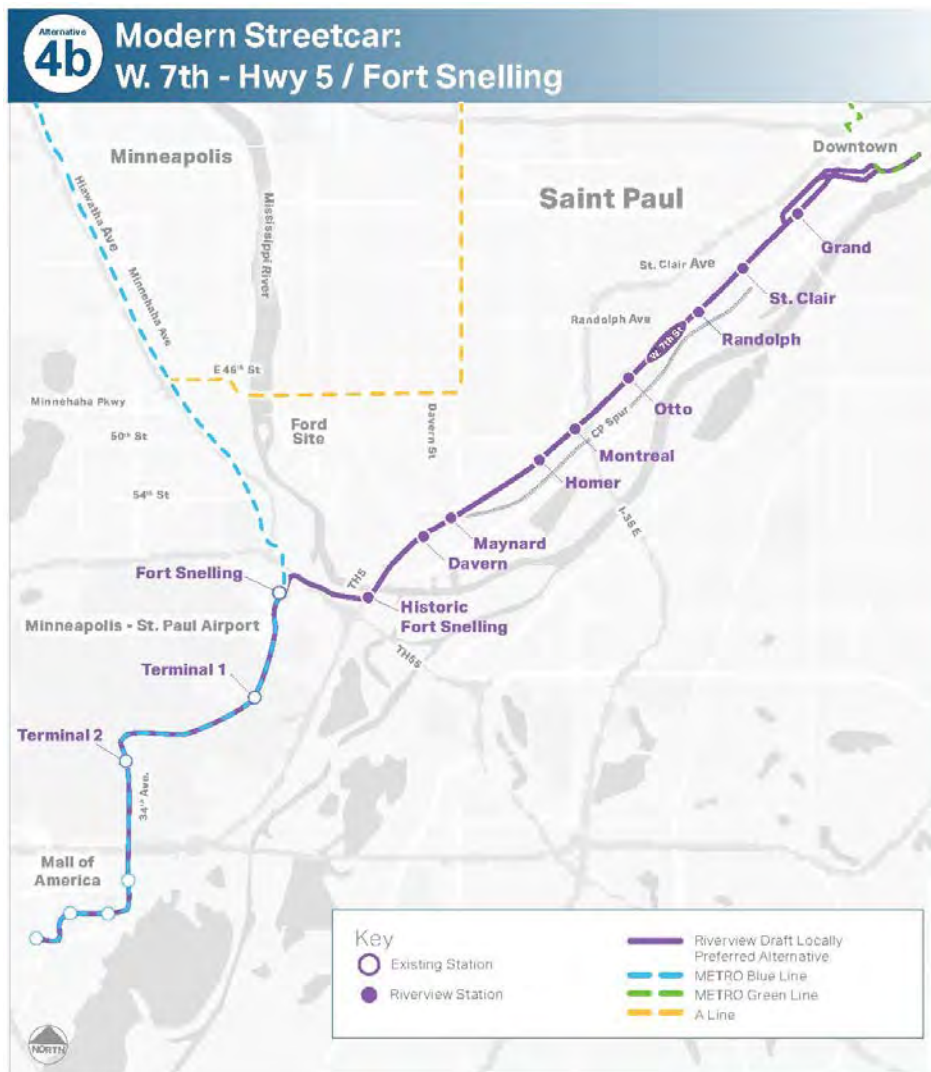 Alternative
4b
Modern Streetcar:
W. 7th - Hwy 5 / Fort Snelling
Minneapolis
Hiawatha Ave
Minnehaha Ave
Mississippi River
Downtown
Saint Paul
Grand
St. Clair Ave
St. Clair
Randolph Ave
Randolph
W. 7th St
E 46th St
Minnehaha Pkwy
Otto
CP Spur
Ford
Site
Davern St
50th St
Montreal
Homer
54th St
I-35 E
Maynard
Davern
Fort Snelling
TH5
Historic
Fort Snelling
Minneapolis - St. Paul Airport
TH55
Terminal 1
Terminal 2
34th Ave.
Mall of
America
Key
Existing Station
Riverview Station
Riverview Draft Locally
Preferred Alternative
METRO Blue Line
METRO Green Line
A Line
NORTH